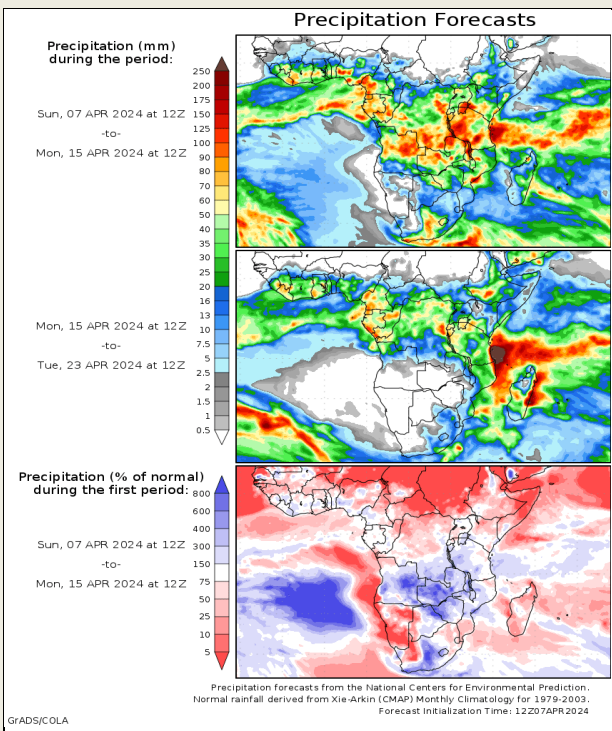 Precipitation Forecasts
Precipitation (mm)
during the period:
Sun, 07 APR 2024 at 12Z
-to-
Mon, 15 APR 2024 at 12Z
250
200
175
150
125
100
90
80
70
60
50
40
35
30
25
20
16
13
10
7.5
5
2.5
2
1.5
1
0.5
Mon, 15 APR 2024 at 12Z
-to-
Tue, 23 APR 2024 at 12Z
Precipitation (% of normal)
during the first period:
Sun, 07 APR 2024 at 12Z
-to-
Mon, 15 APR 2024 at 12Z
800
600
400
300
150
75
50
25
10
5
Precipitation forecasts from the National Centers for Environmental Prediction.
Normal rainfall derived from Xie-Arkin (CMAP) Monthly Climatology for 1979-2003.
Forecast Initialization Time: 12Z07APR2024
GrADS/COLA